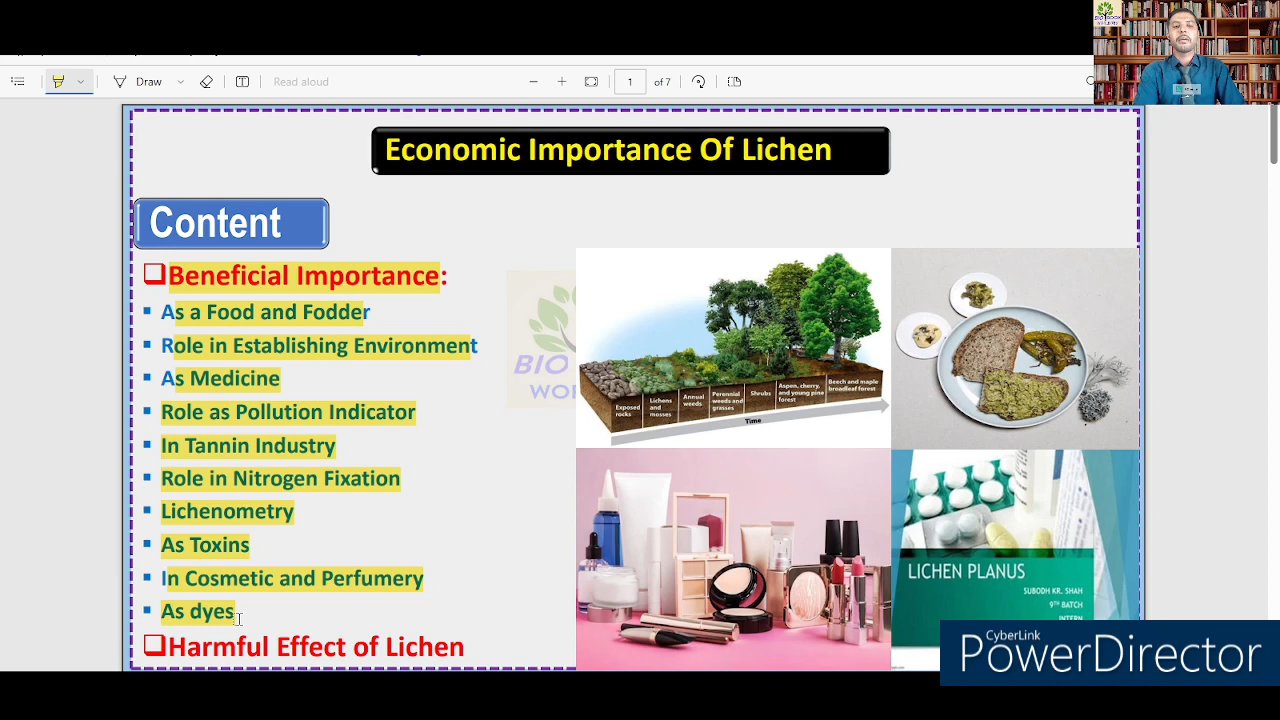 BIO BOOK
Draw
Read aloud
1
of 7
Economic Importance Of Lichen
Content
Beneficial Importance:
As a Food and Fodder
Role in Establishing Environment
As Medicine
Role as Pollution Indicator
In Tannin Industry
Role in Nitrogen Fixation
Lichenometry
As Toxins
In Cosmetic and Perfumery
As dyes
Harmful Effect of Lichen
BIO
WO
Exposed rocks
Lichens and mosses
Annual weeds
Perennial weeds and grasses
Shrubs
Aspen, cherry, and young pine forest
Beech and maple broadleaf forest
Time
LICHEN PLANUS
SUBODH KR. SHAH
9TH BATCH
INTERN
CyberLink
PowerDirector